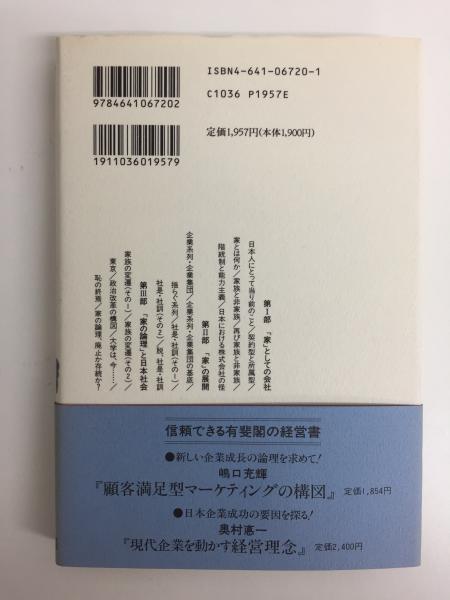 ISBN4-641-06720-1
C1036 P1957E
定価1,957円(本体1,900円)
9784641067202
1911036019579
第Ⅰ部 「家」としての会社
日本人にとって当り前のこと／契約型と所属型／
家とは何か／家族と非家族／再び家族と非家族／
階統制と能力主義／日本における株式会社の怪
第Ⅱ部 「家」の展開
企業系列・企業集団／企業系列・企業集団の基底／
揺らぐ系列／社是・社訓(その1)／
社是・社訓(その2)／続、社是・社訓
第Ⅲ部 「家の論理」と日本社会
家族の変遷(その1)／家族の変遷(その2)／
東京／政治改革の構図／大学は、今……／
恥の終焉／家の論理、廃止か存続か？
信頼できる有斐閣の経営書
●新しい企業成長の論理を求めて!
嶋口充輝
『顧客満足型マーケティングの構図』 定価1,854円
●日本企業成功の要因を探る!
奥村悳一
『現代企業を動かす経営理念』 定価2,400円